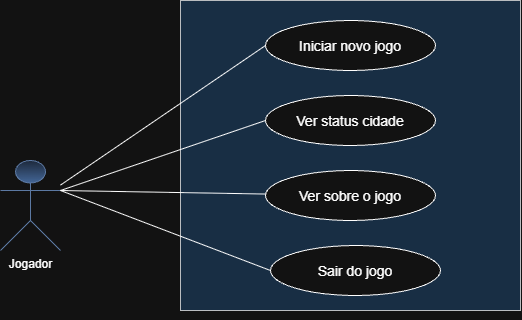 Iniciar novo jogo
Ver status cidade
Ver sobre o jogo
Sair do jogo
Jogador